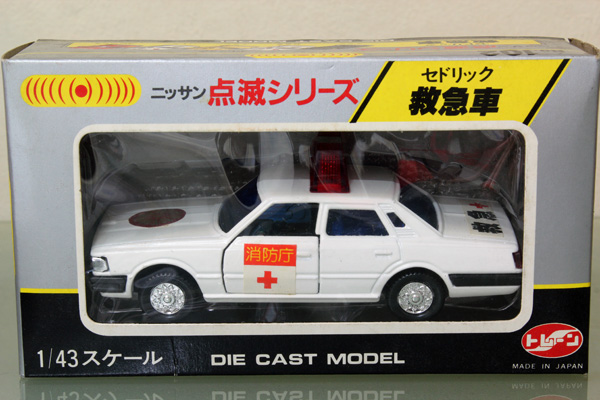 ニッサン 点滅シリーズ
セドリック
救急車
消防庁
1/43スケール
DIE CAST MODEL
トレーン
MADE IN JAPAN